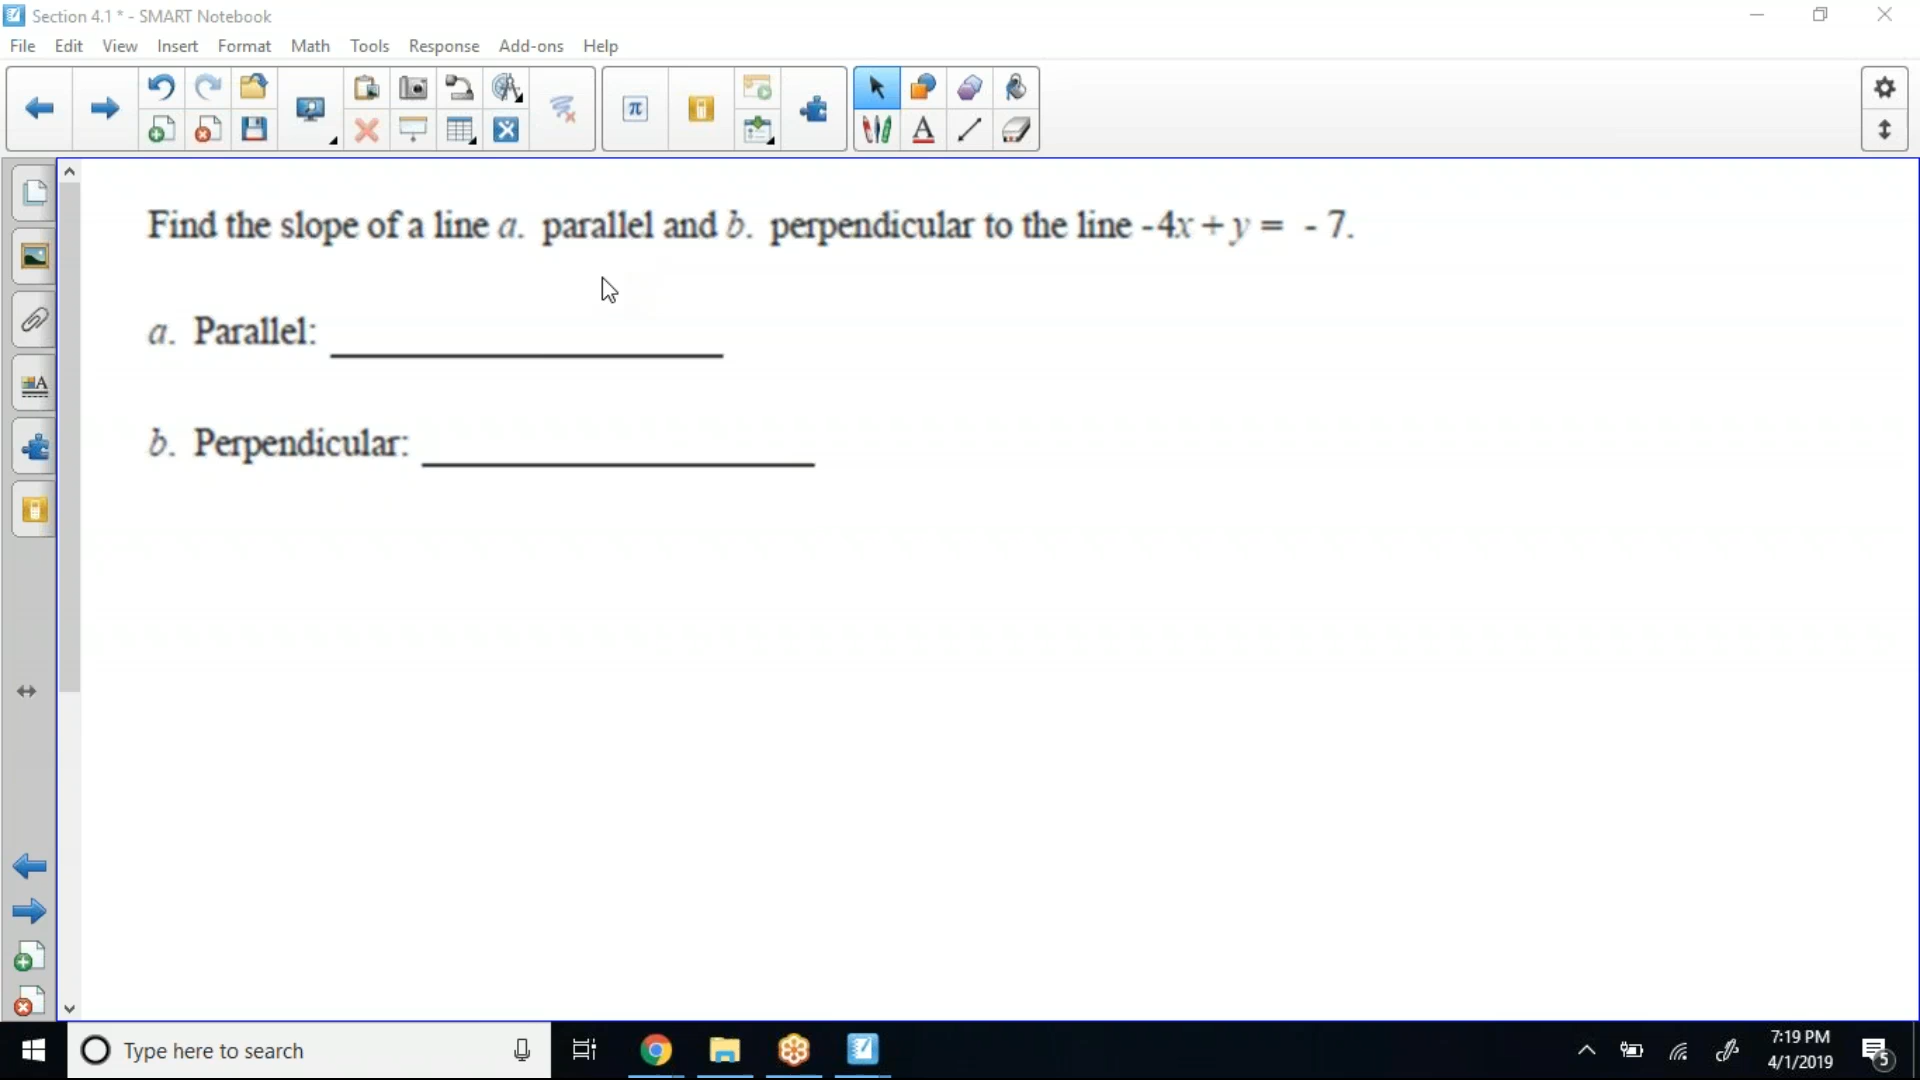 Section 4.1 * - SMART Notebook
File Edit View Insert Format Math Tools Response Add-ons Help
π
A
A
Find the slope of a line a. parallel and b. perpendicular to the line -4x + y = - 7.
a. Parallel:
b. Perpendicular:
Type here to search
7:19 PM
4/1/2019
5